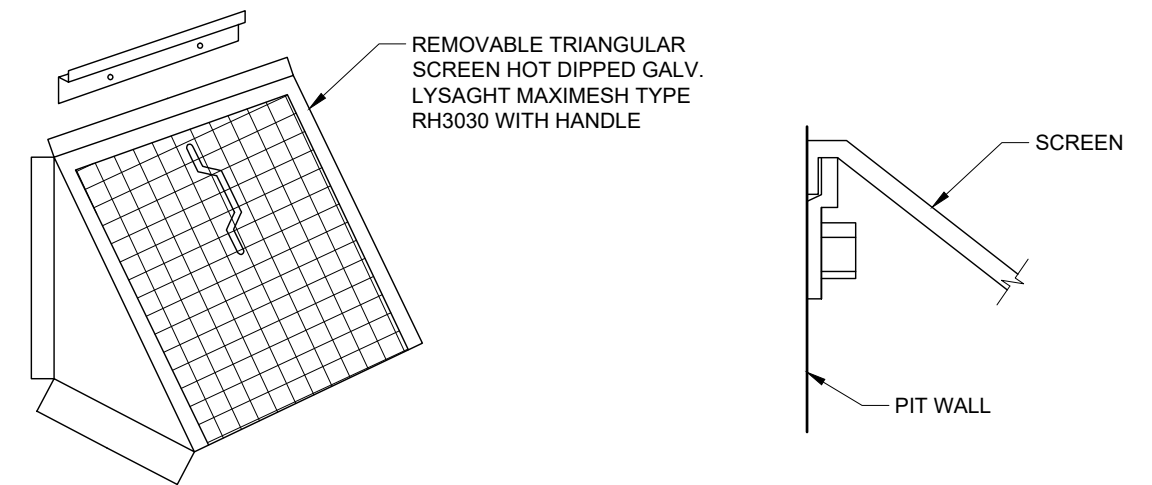 REMOVABLE TRIANGULAR
SCREEN HOT DIPPED GALV.
LYSAGHT MAXIMESH TYPE
RH3030 WITH HANDLE
SCREEN
PIT WALL